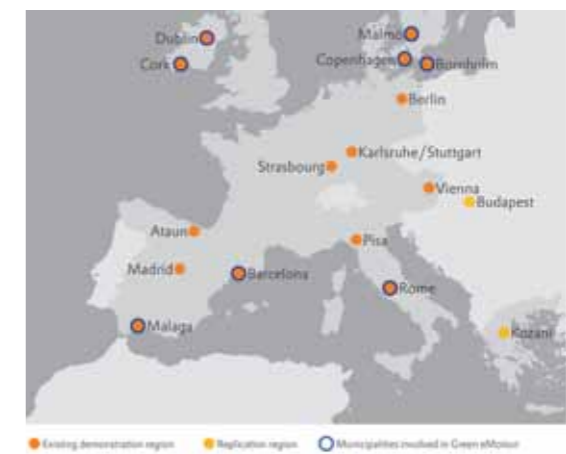 Dublin
Malmö
Cork
Copenhagen
Bornholm
Berlin
Karlsruhe/Stuttgart
Strasbourg
Vienna
Budapest
Ataun
Pisa
Madrid
Barcelona
Rome
Malaga
Kozani
Existing demonstration region
Replication region
Municipalities involved in Green eMotion